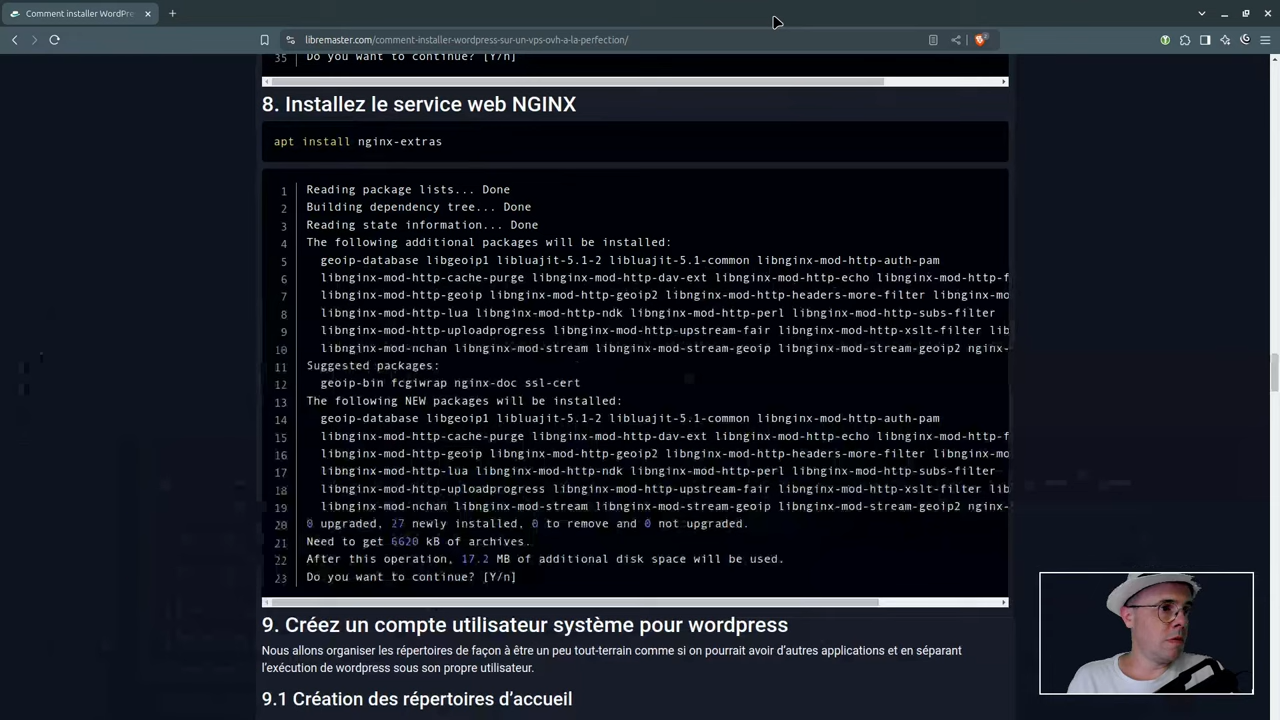 Comment installer WordPre
libremaster.com/comment-installer-wordpress-sur-un-vps-ovh-a-la-perfection/
35 Do you want to continue? [Y/n]
8. Installez le service web NGINX
apt install nginx-extras
1 Reading package lists... Done
2 Building dependency tree... Done
3 Reading state information... Done
4 The following additional packages will be installed:
5 geoip-database libgeoip1 libluajit-5.1-2 libluajit-5.1-common libnginx-mod-http-auth-pam
6 libnginx-mod-http-cache-purge libnginx-mod-http-dav-ext libnginx-mod-http-echo libnginx-mod-http-f
7 libnginx-mod-http-geoip libnginx-mod-http-geoip2 libnginx-mod-http-headers-more-filter libnginx-mo
8 libnginx-mod-http-lua libnginx-mod-http-ndk libnginx-mod-http-perl libnginx-mod-http-subs-filter
9 libnginx-mod-http-uploadprogress libnginx-mod-http-upstream-fair libnginx-mod-http-xslt-filter lib
10 libnginx-mod-nchan libnginx-mod-stream libnginx-mod-stream-geoip libnginx-mod-stream-geoip2 nginx-
11 Suggested packages:
12 geoip-bin fcgiwrap nginx-doc ssl-cert
13 The following NEW packages will be installed:
14 geoip-database libgeoip1 libluajit-5.1-2 libluajit-5.1-common libnginx-mod-http-auth-pam
15 libnginx-mod-http-cache-purge libnginx-mod-http-dav-ext libnginx-mod-http-echo libnginx-mod-http-f
16 libnginx-mod-http-geoip libnginx-mod-http-geoip2 libnginx-mod-http-headers-more-filter libnginx-mo
17 libnginx-mod-http-lua libnginx-mod-http-ndk libnginx-mod-http-perl libnginx-mod-http-subs-filter
18 libnginx-mod-http-uploadprogress libnginx-mod-http-upstream-fair libnginx-mod-http-xslt-filter lib
19 libnginx-mod-nchan libnginx-mod-stream libnginx-mod-stream-geoip libnginx-mod-stream-geoip2 nginx-
20 0 upgraded, 27 newly installed, 0 to remove and 0 not upgraded.
21 Need to get 6620 kB of archives.
22 After this operation, 17.2 MB of additional disk space will be used.
23 Do you want to continue? [Y/n]
9. Créez un compte utilisateur système pour wordpress
Nous allons organiser les répertoires de façon à être un peu tout-terrain comme si on pourrait avoir d'autres applications et en séparant
l'exécution de wordpress sous son propre utilisateur.
9.1 Création des répertoires d'accueil